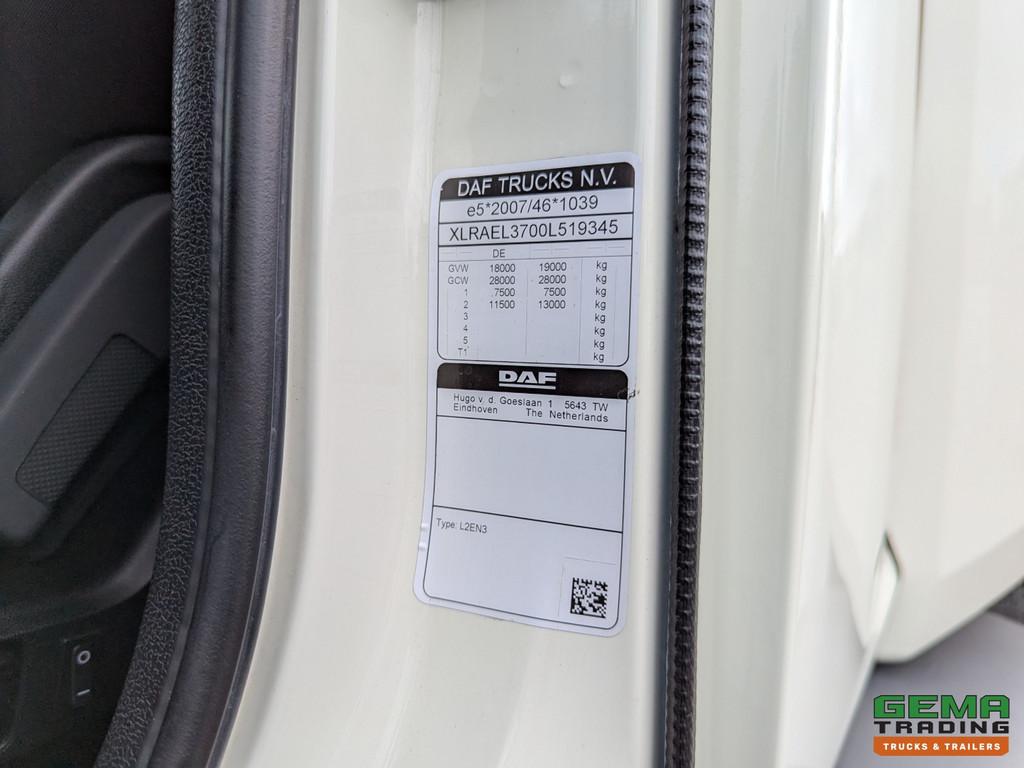 DAF TRUCKS N.V.
e5*2007/46*1039
XLRAEL3700L519345
DE
GVW 18000 19000 kg
GCW 28000 28000 kg
1 7500 7500 kg
2 11500 13000 kg
3 kg
4 kg
5 kg
T1 kg
DAF
Hugo v. d. Goeslaan 1 5643 TW
Eindhoven The Netherlands
Type: L2EN3
GEMA
TRADING
TRUCKS & TRAILERS